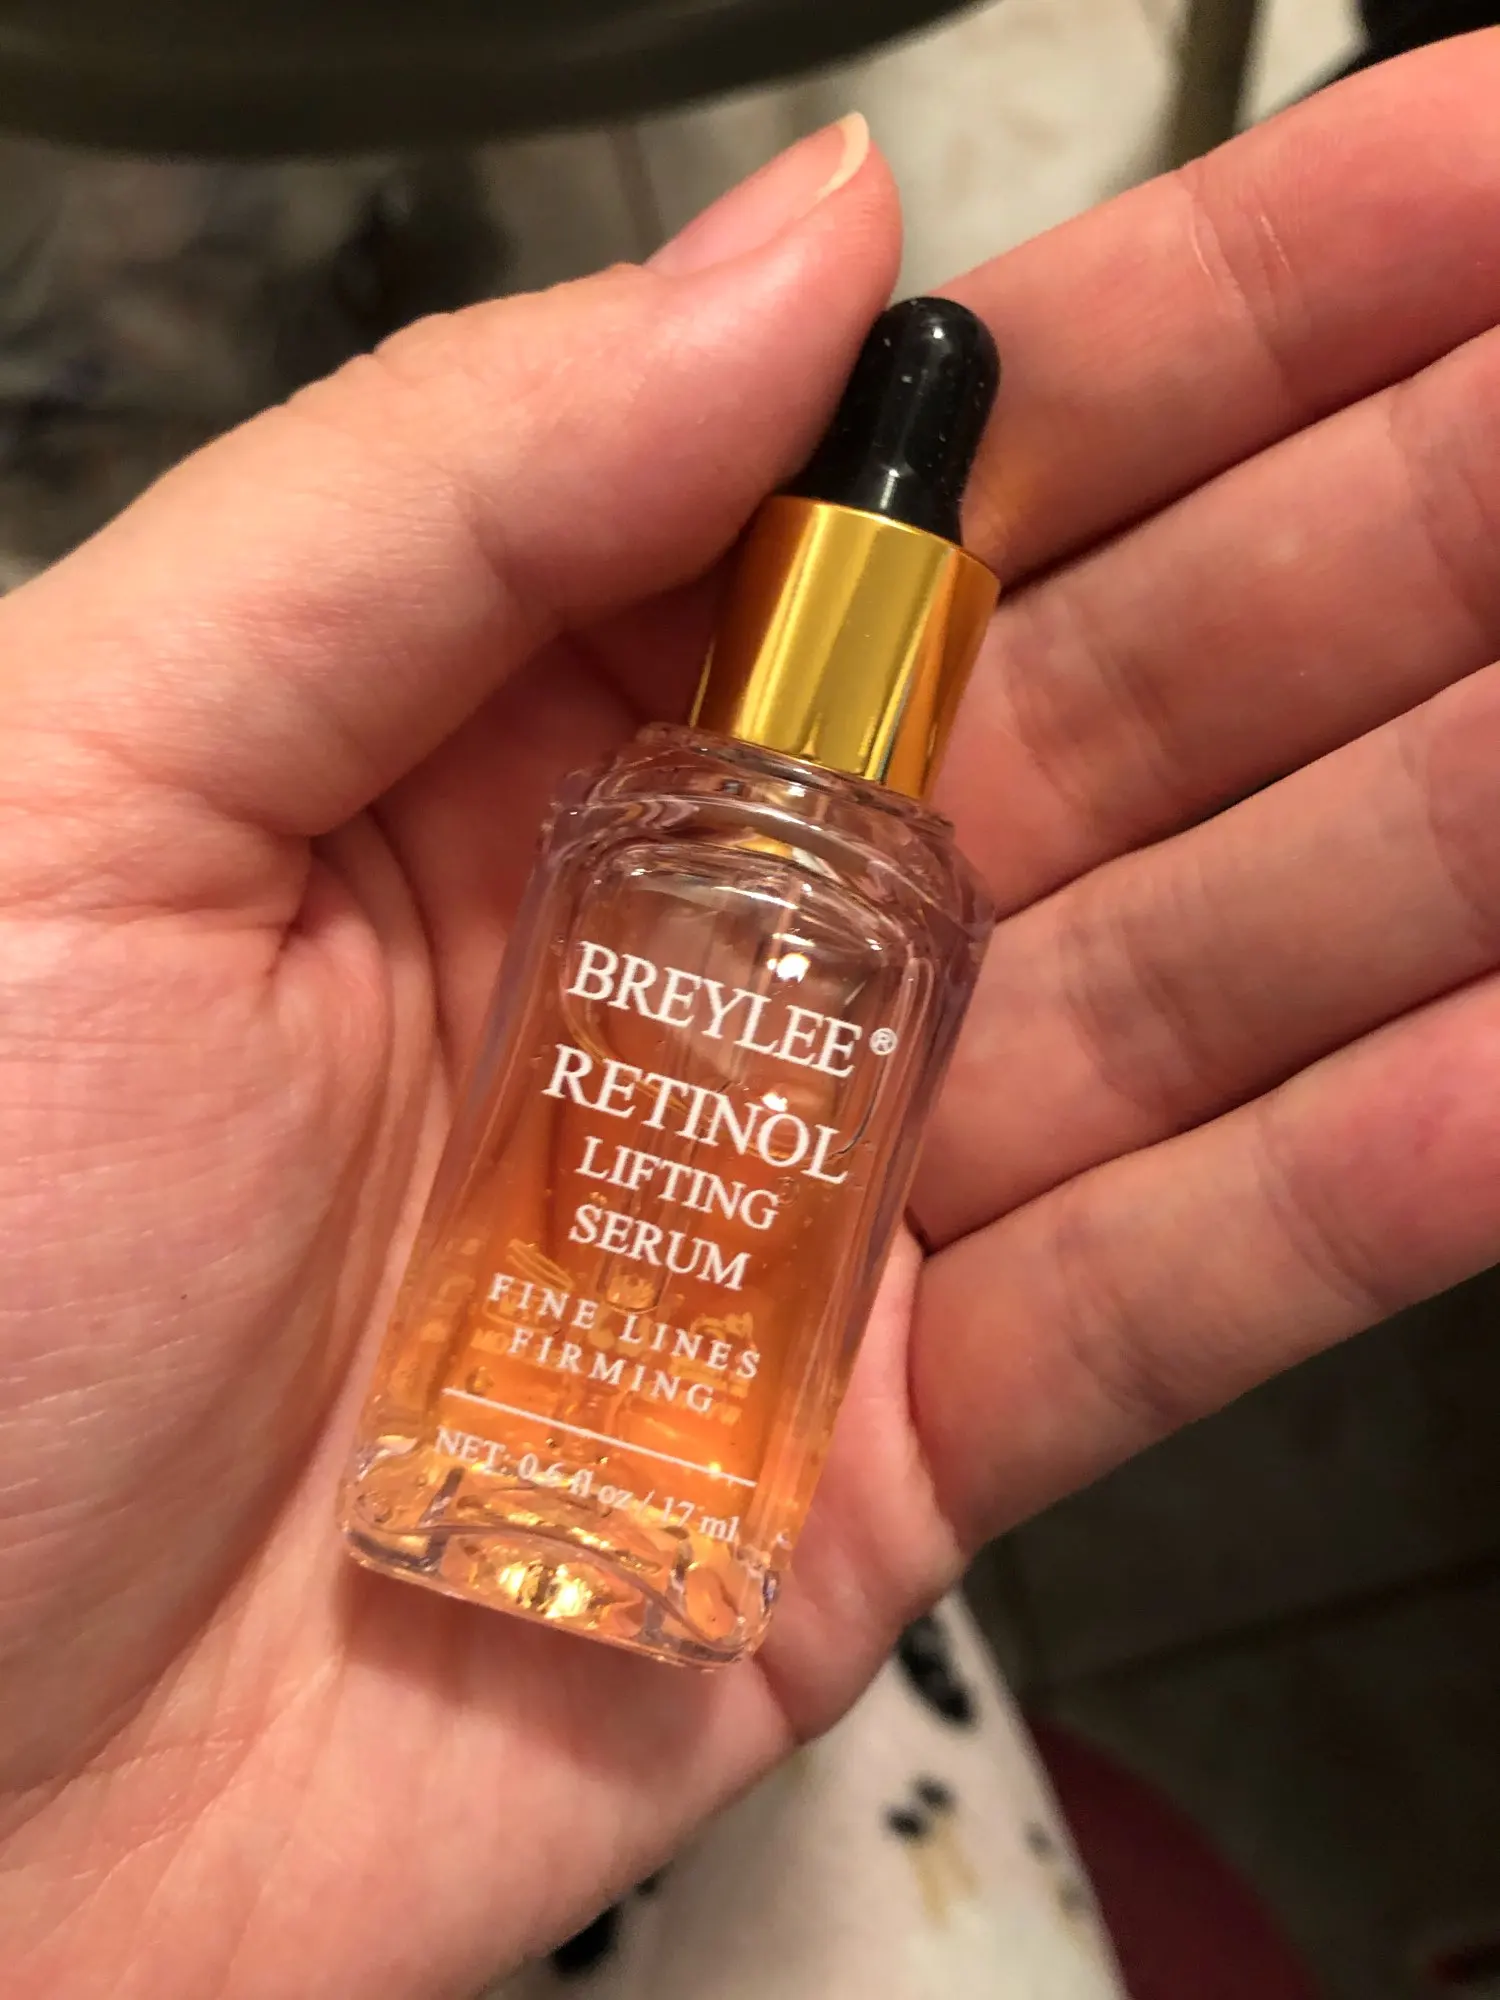 BREYLEE®
RETINOL
LIFTING
SERUM
FINE LINES
FIRMING
NET: 0.6 fl oz / 17 ml